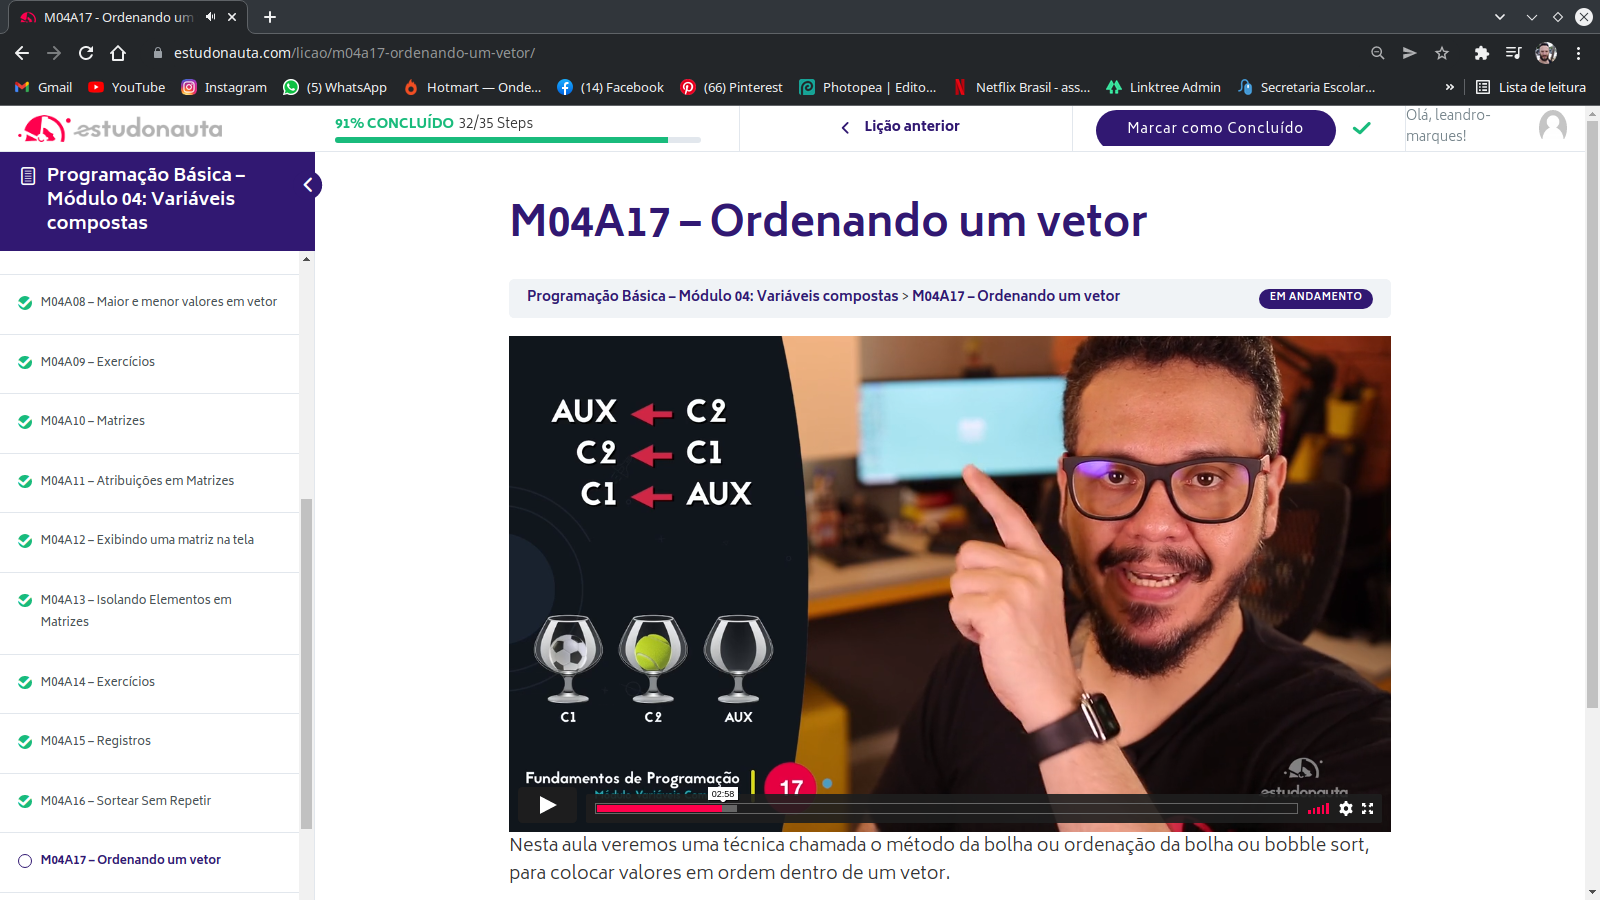 M04A17 - Ordenando um
estudonauta.com/licao/m04a17-ordenando-um-vetor/
Gmail
YouTube
Instagram
(5) WhatsApp
Hotmart — Onde...
(14) Facebook
(66) Pinterest
Photopea | Edito...
Netflix Brasil - ass...
Linktree Admin
Secretaria Escolar...
»
Lista de leitura
estudonauta
91% CONCLUÍDO 32/35 Steps
Lição anterior
Marcar como Concluído
Olá, leandro-
marques!
Programação Básica –
Módulo 04: Variáveis
compostas
M04A08 – Maior e menor valores em vetor
M04A09 – Exercícios
M04A10 – Matrizes
M04A11 – Atribuições em Matrizes
M04A12 – Exibindo uma matriz na tela
M04A13 – Isolando Elementos em
Matrizes
M04A14 – Exercícios
M04A15 – Registros
M04A16 – Sortear Sem Repetir
M04A17 – Ordenando um vetor
M04A17 – Ordenando um vetor
Programação Básica – Módulo 04: Variáveis compostas > M04A17 – Ordenando um vetor
EM ANDAMENTO
AUX C2
C2 C1
C1 AUX
C1 C2 AUX
Fundamentos de Programação
17
02:58
estudonauta
Nesta aula veremos uma técnica chamada o método da bolha ou ordenação da bolha ou bobble sort,
para colocar valores em ordem dentro de um vetor.